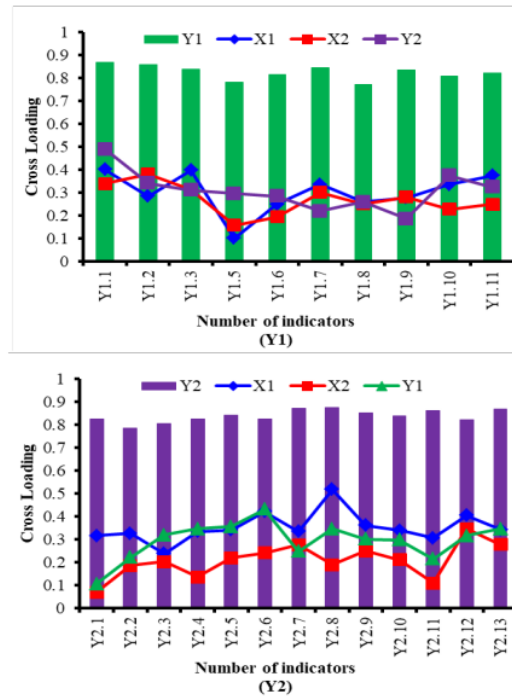 Y1 X1 X2 Y2
1
0.9
0.8
0.7
0.6
0.5
0.4
0.3
0.2
0.1
0
Cross Loading
Y1.1 Y1.2 Y1.3 Y1.5 Y1.6 Y1.7 Y1.8 Y1.9 Y1.10 Y1.11
Number of indicators
(Y1)
Y2 X1 X2 Y1
1
0.9
0.8
0.7
0.6
0.5
0.4
0.3
0.2
0.1
0
Cross Loading
Y2.1 Y2.2 Y2.3 Y2.4 Y2.5 Y2.6 Y2.7 Y2.8 Y2.9 Y2.10 Y2.11 Y2.12 Y2.13
Number of indicators
(Y2)